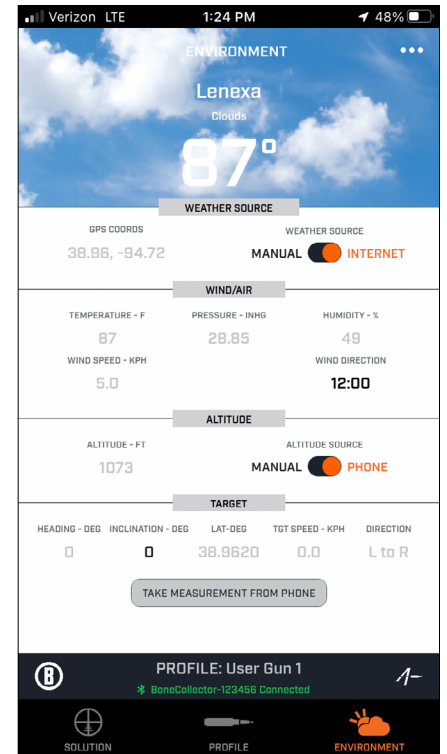 Verizon LTE 1:24 PM 48%
ENVIRONMENT
Lenexa
Clouds
87°
WEATHER SOURCE
GPS COORDS WEATHER SOURCE
38.96, -94.72 MANUAL INTERNET
WIND/AIR
TEMPERATURE - F PRESSURE - INHG HUMIDITY - %
87 28.85 49
WIND SPEED - KPH WIND DIRECTION
5.0 12:00
ALTITUDE
ALTITUDE - FT ALTITUDE SOURCE
1073 MANUAL PHONE
TARGET
HEADING - DEG INCLINATION - DEG LAT-DEG TGT SPEED - KPH DIRECTION
0 0 38.9620 0.0 L to R
TAKE MEASUREMENT FROM PHONE
B PROFILE: User Gun 1 A
BoneCollector-123456 Connected
SOLUTION PROFILE ENVIRONMENT